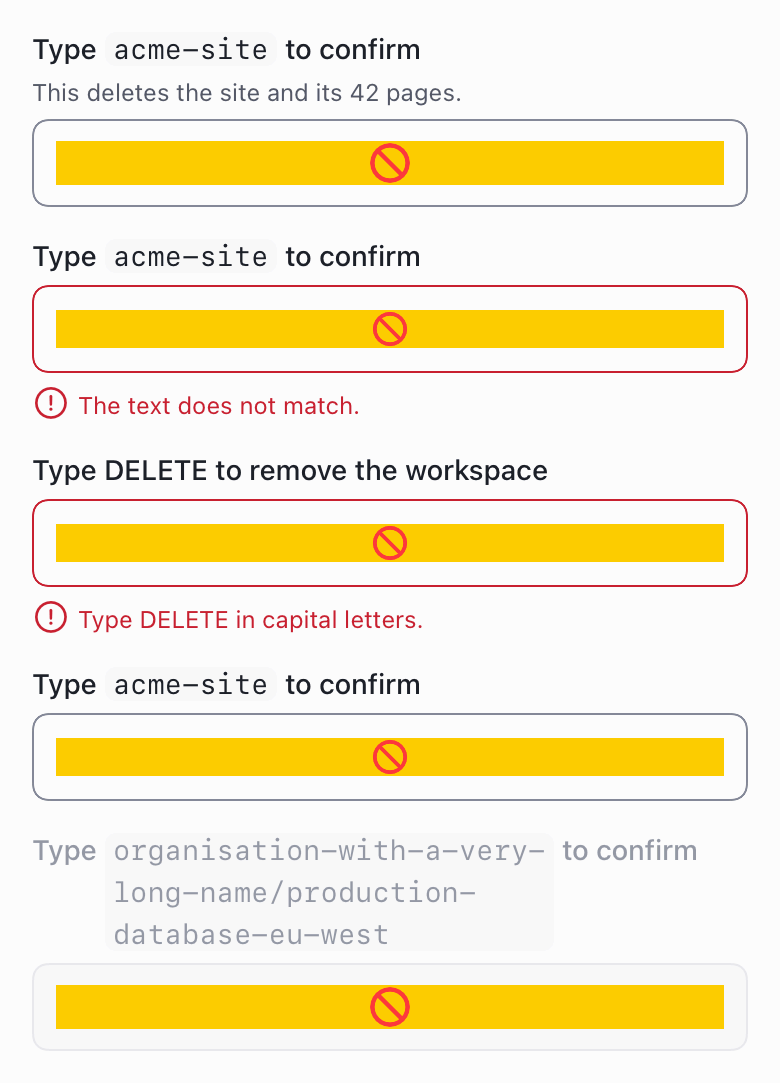 Type acme-site to confirm
This deletes the site and its 42 pages.
Type acme-site to confirm
The text does not match.
Type DELETE to remove the workspace
Type DELETE in capital letters.
Type acme-site to confirm
Type organisation-with-a-very- to confirm
long-name/production-
database-eu-west